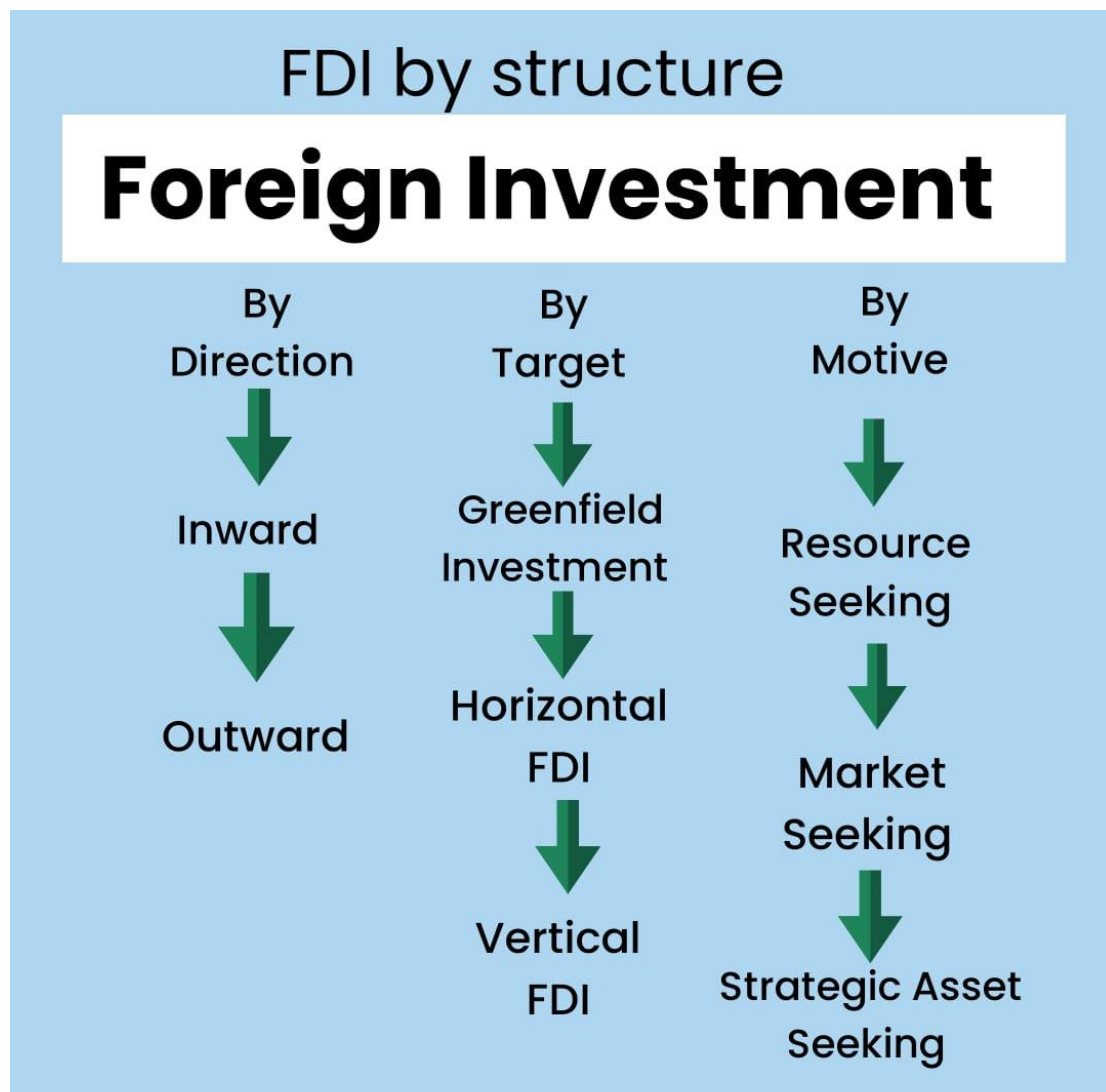 FDI by structure
Foreign Investment
By
Direction
Inward
Outward
By
Target
Greenfield
Investment
Horizontal
FDI
Vertical
FDI
By
Motive
Resource
Seeking
Market
Seeking
Strategic Asset
Seeking